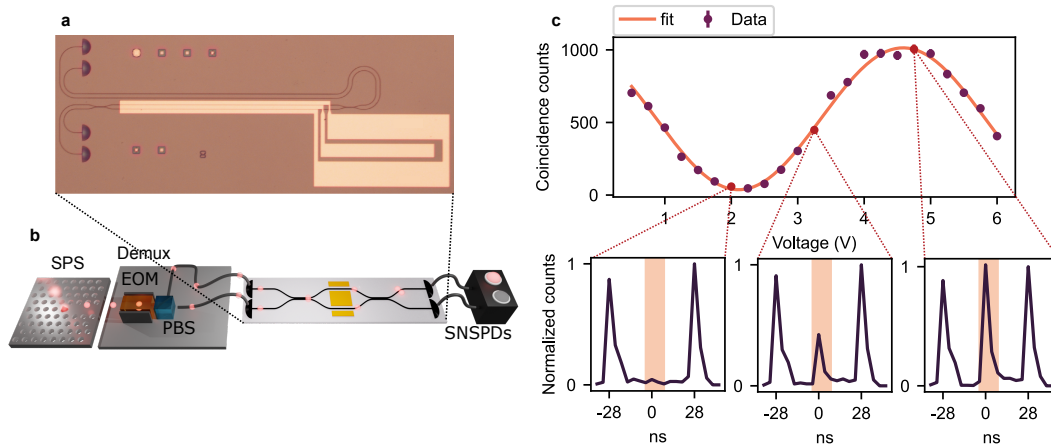 a
b
SPS
Demux
EOM
PBS
SNSPDs
c
fit
Data
Coincidence counts
1000
500
0
1
2
3
4
5
6
Voltage (V)
Normalized counts
1
0
-28
0
28
ns
1
0
-28
0
28
ns
1
0
-28
0
28
ns